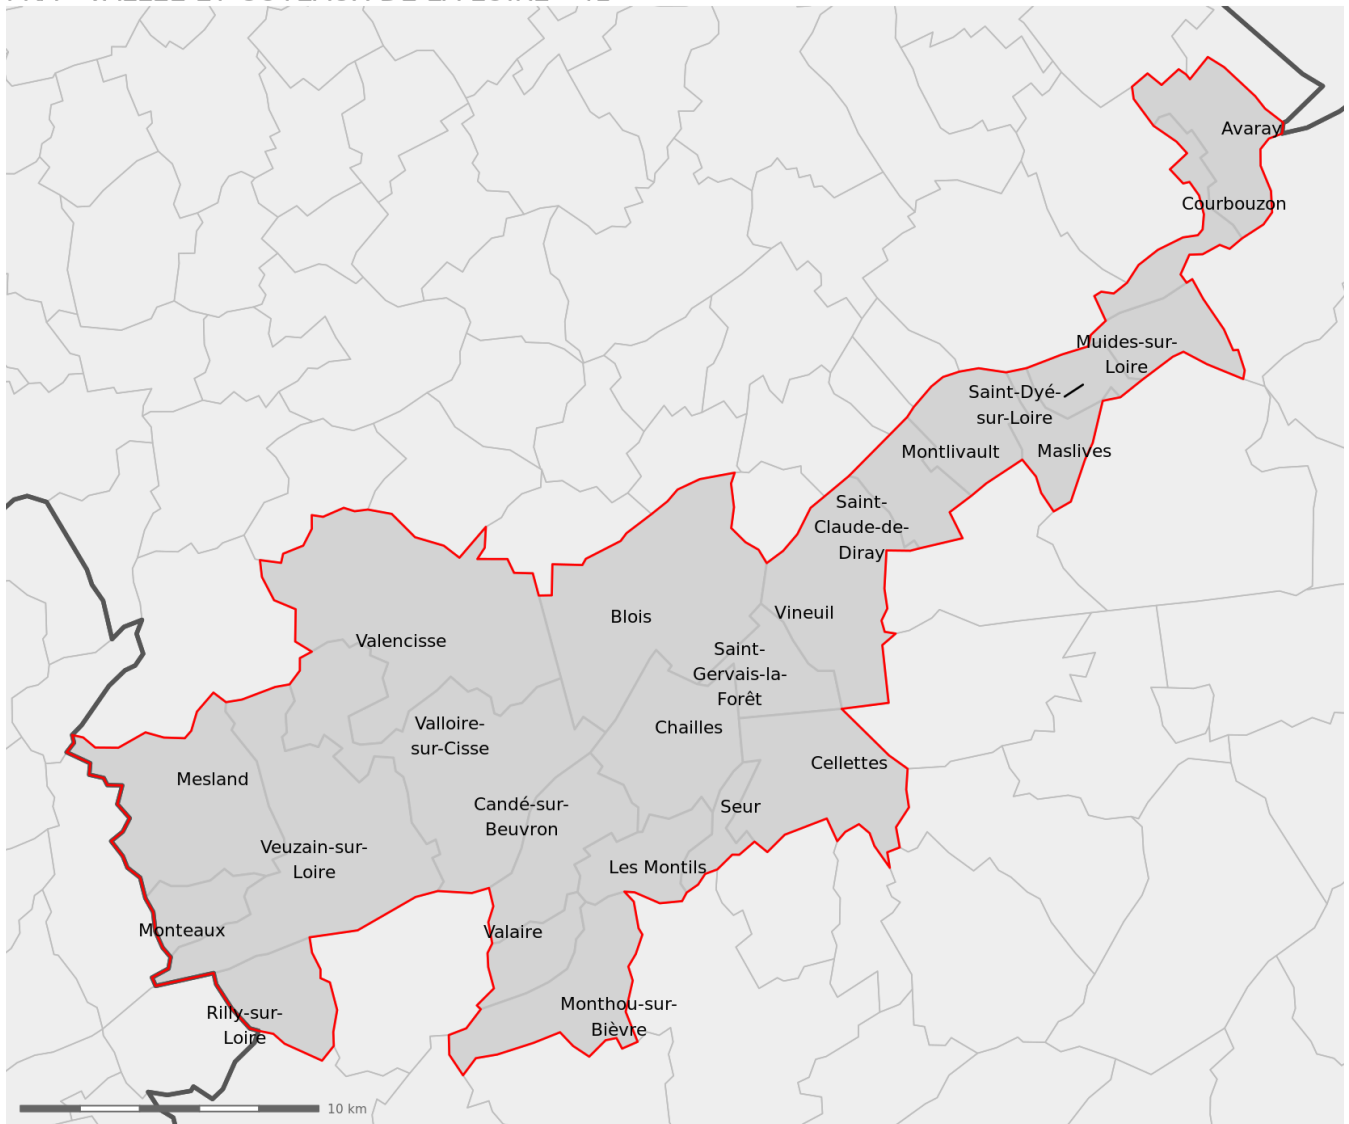 Avaray
Courbouzon
Muides-sur-
Loire
Saint-Dyé-
sur-Loire
Montlivault
Maslives
Saint-
Claude-de-
Diray
Blois
Vineuil
Valencisse
Saint-
Gervais-la-
Forêt
Valloire-
sur-Cisse
Chailles
Cellettes
Mesland
Candé-sur-
Beuvron
Seur
Veuzain-sur-
Loire
Les Montils
Monteaux
Valaire
Rilly-sur-
Loire
Monthou-sur-
Bièvre
10 km